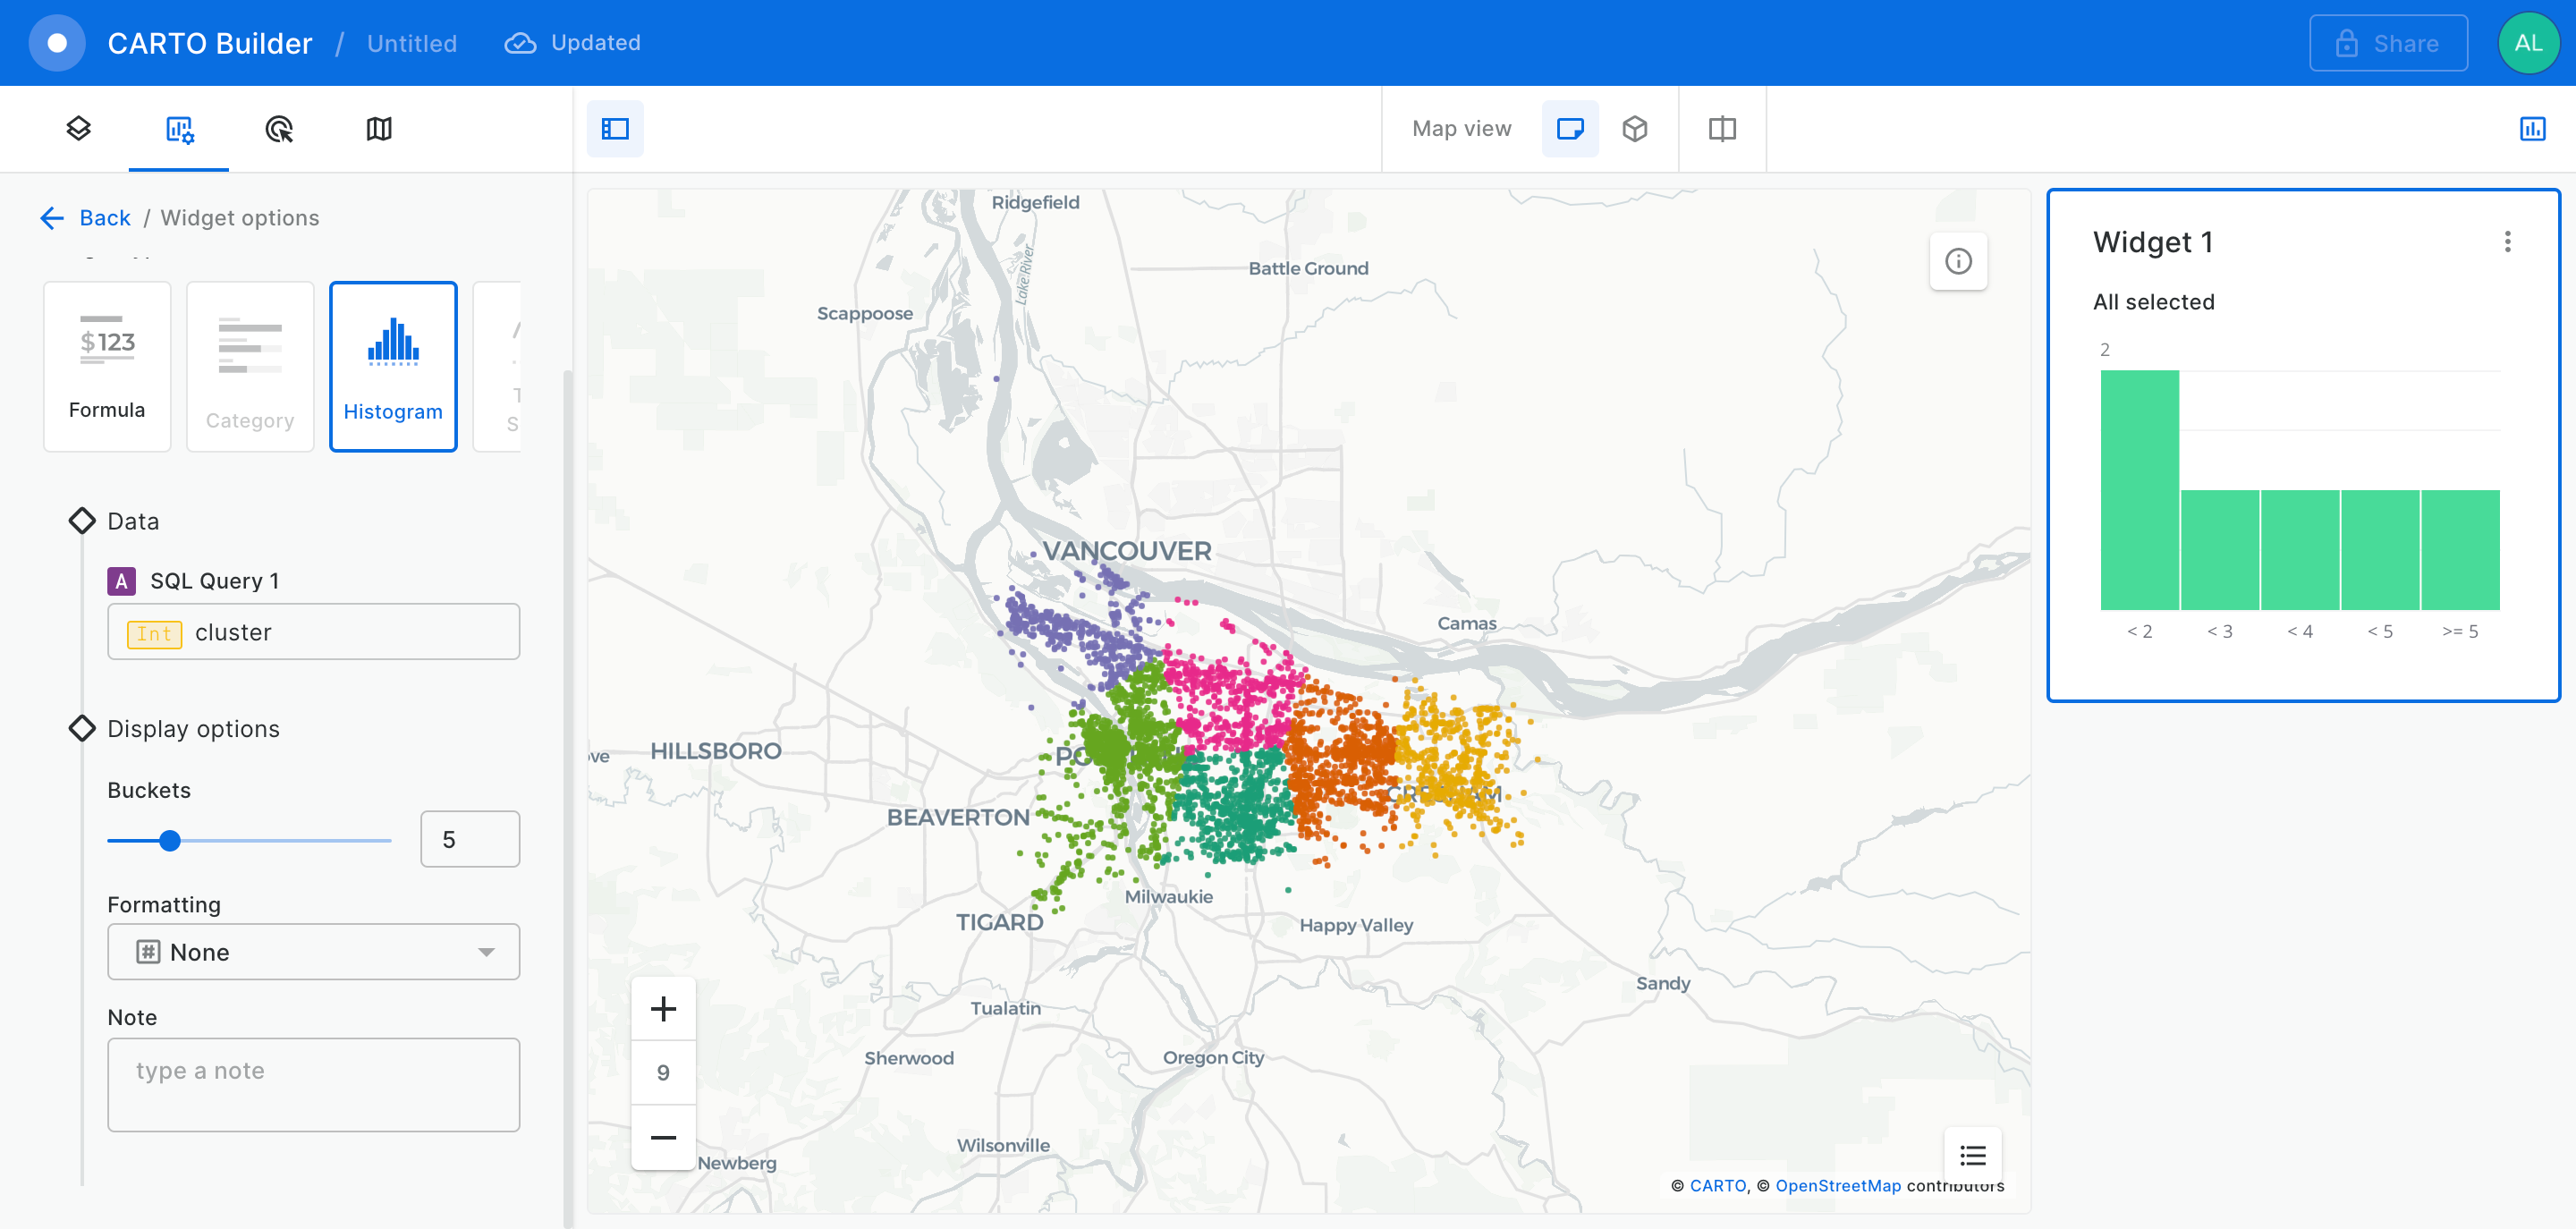 CARTO Builder / Untitled Updated
Share AL
Map view
Back / Widget options
$ 123
Formula
Category
Histogram
T
S
Data
A SQL Query 1
Int cluster
Display options
Buckets
5
Formatting
# None
Note
type a note
Ridgefield
Lake River
Battle Ground
Scappoose
VANCOUVER
Camas
HILLSBORO
BEAVERTON
Milwaukie
TIGARD
Happy Valley
Sandy
Tualatin
Sherwood
Oregon City
Wilsonville
Newberg
+
9
−
© CARTO, © OpenStreetMap contributors
Widget 1
All selected
2
< 2 < 3 < 4 < 5 >= 5